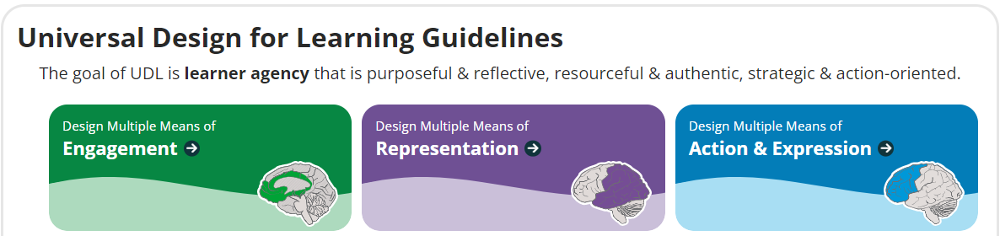 Universal Design for Learning Guidelines
The goal of UDL is learner agency that is purposeful & reflective, resourceful & authentic, strategic & action-oriented.
Design Multiple Means of
Engagement
Design Multiple Means of
Representation
Design Multiple Means of
Action & Expression